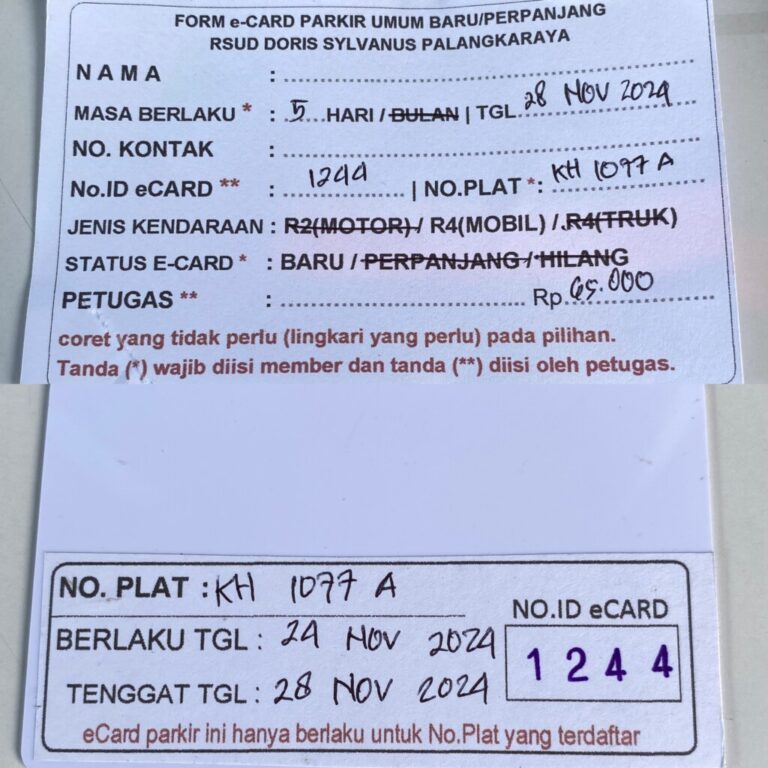 FORM e-CARD PARKIR UMUM BARU/PERPANJANG
RSUD DORIS SYLVANUS PALANGKARAYA
NAMA :
MASA BERLAKU * : 5 HARI / BULAN | TGL 28 NOV 2024
NO. KONTAK :
No.ID eCARD ** : 1244 | NO.PLAT *: KH 1077 A
JENIS KENDARAAN : R2(MOTOR) / R4(MOBIL) / R4(TRUK)
STATUS E-CARD * : BARU / PERPANJANG / HILANG
PETUGAS ** : Rp. 65.000
coret yang tidak perlu (lingkari yang perlu) pada pilihan.
Tanda (*) wajib diisi member dan tanda (**) diisi oleh petugas.
NO. PLAT : KH 1077 A
NO.ID eCARD
BERLAKU TGL : 24 NOV 2024
1244
TENGGAT TGL : 28 NOV 2024
eCard parkir ini hanya berlaku untuk No.Plat yang terdaftar